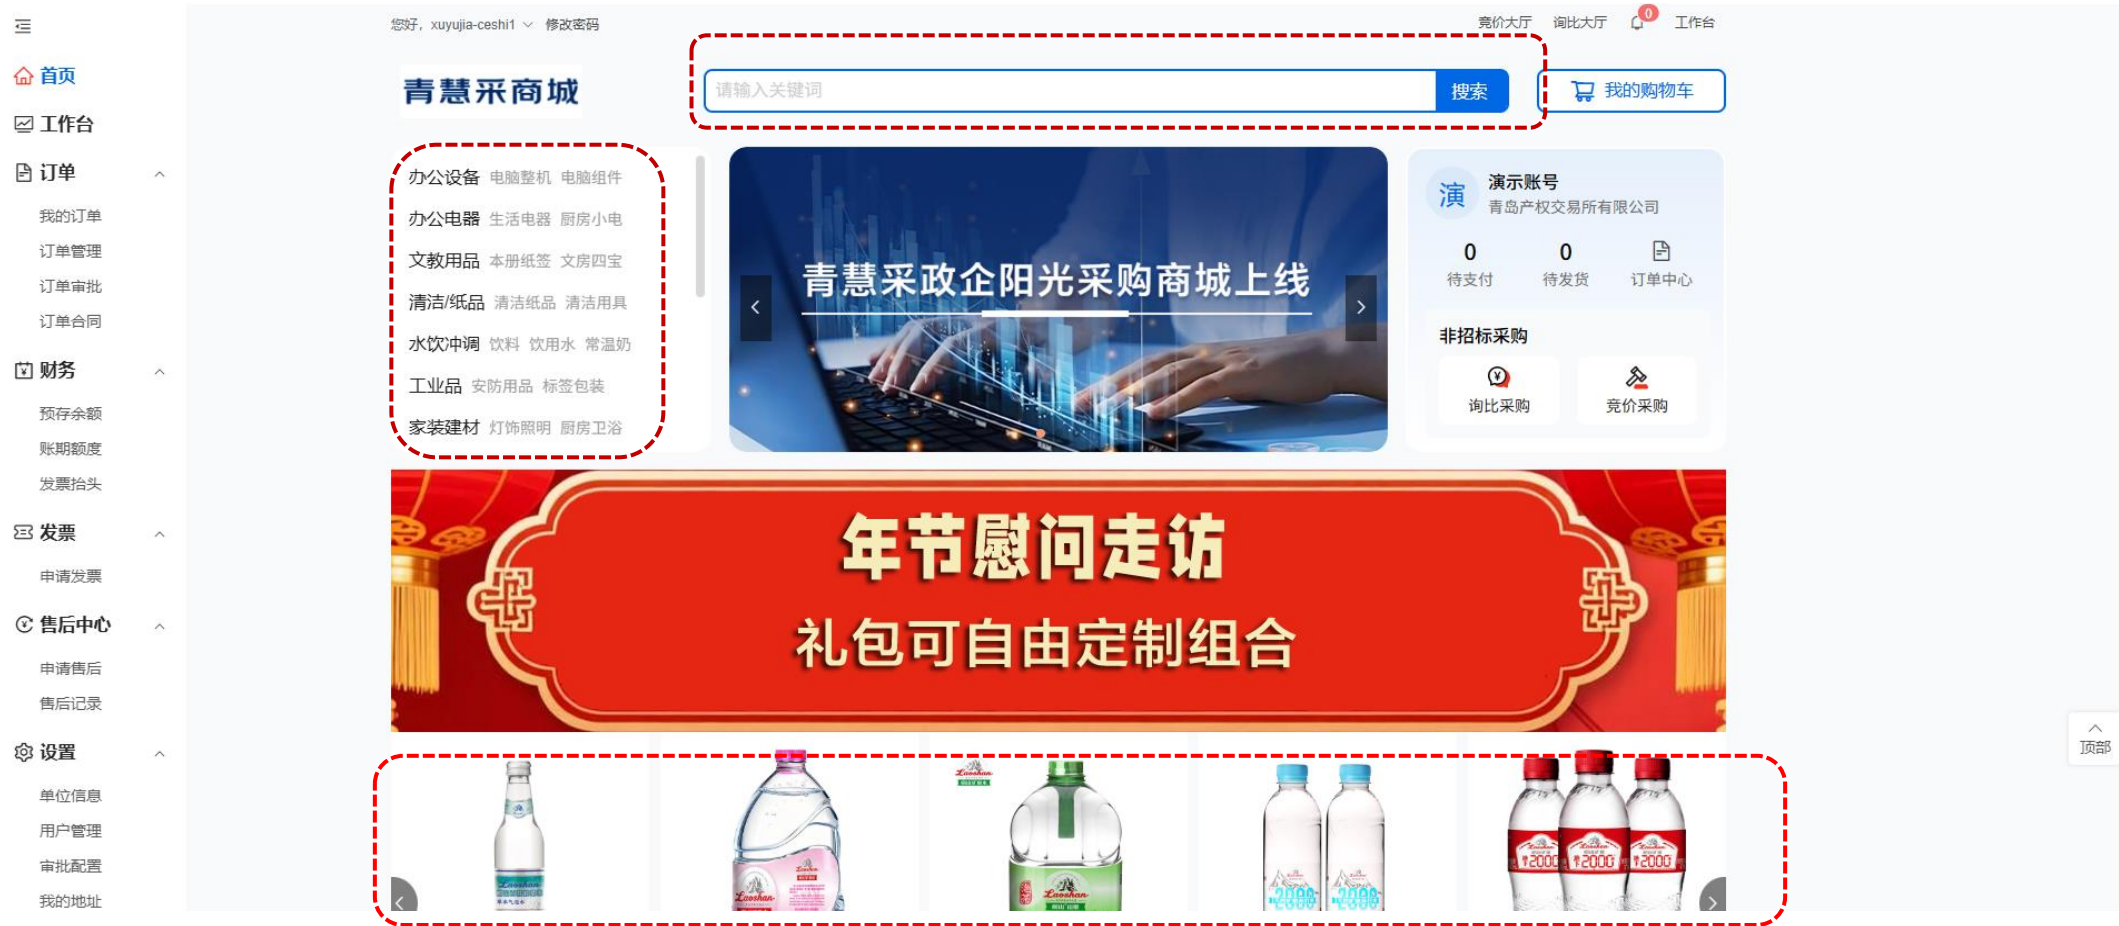 首页
工作台
订单
我的订单
订单管理
订单审批
订单合同
财务
预存余额
账期额度
发票抬头
发票
申请发票
售后中心
申请售后
售后记录
设置
单位信息
用户管理
审批配置
我的地址
您好，xuyujia-ceshi1 修改密码
竞价大厅 询比大厅 0 工作台
青慧采商城
请输入关键词 搜索
我的购物车
办公设备 电脑整机 电脑组件
办公电器 生活电器 厨房小电
文教用品 本册纸签 文房四宝
清洁/纸品 清洁纸品 清洁用具
水饮冲调 饮料 饮用水 常温奶
工业品 安防用品 标签包装
家装建材 灯饰照明 厨房卫浴
青慧采政企阳光采购商城上线
演 演示账号
青岛产权交易所有限公司
0 0
待支付 待发货 订单中心
非招标采购
询比采购 竞价采购
年节慰问走访
礼包可自由定制组合
Laoshan
Laoshan
Laoshan
Laoshan
2000 2000 2000
顶部